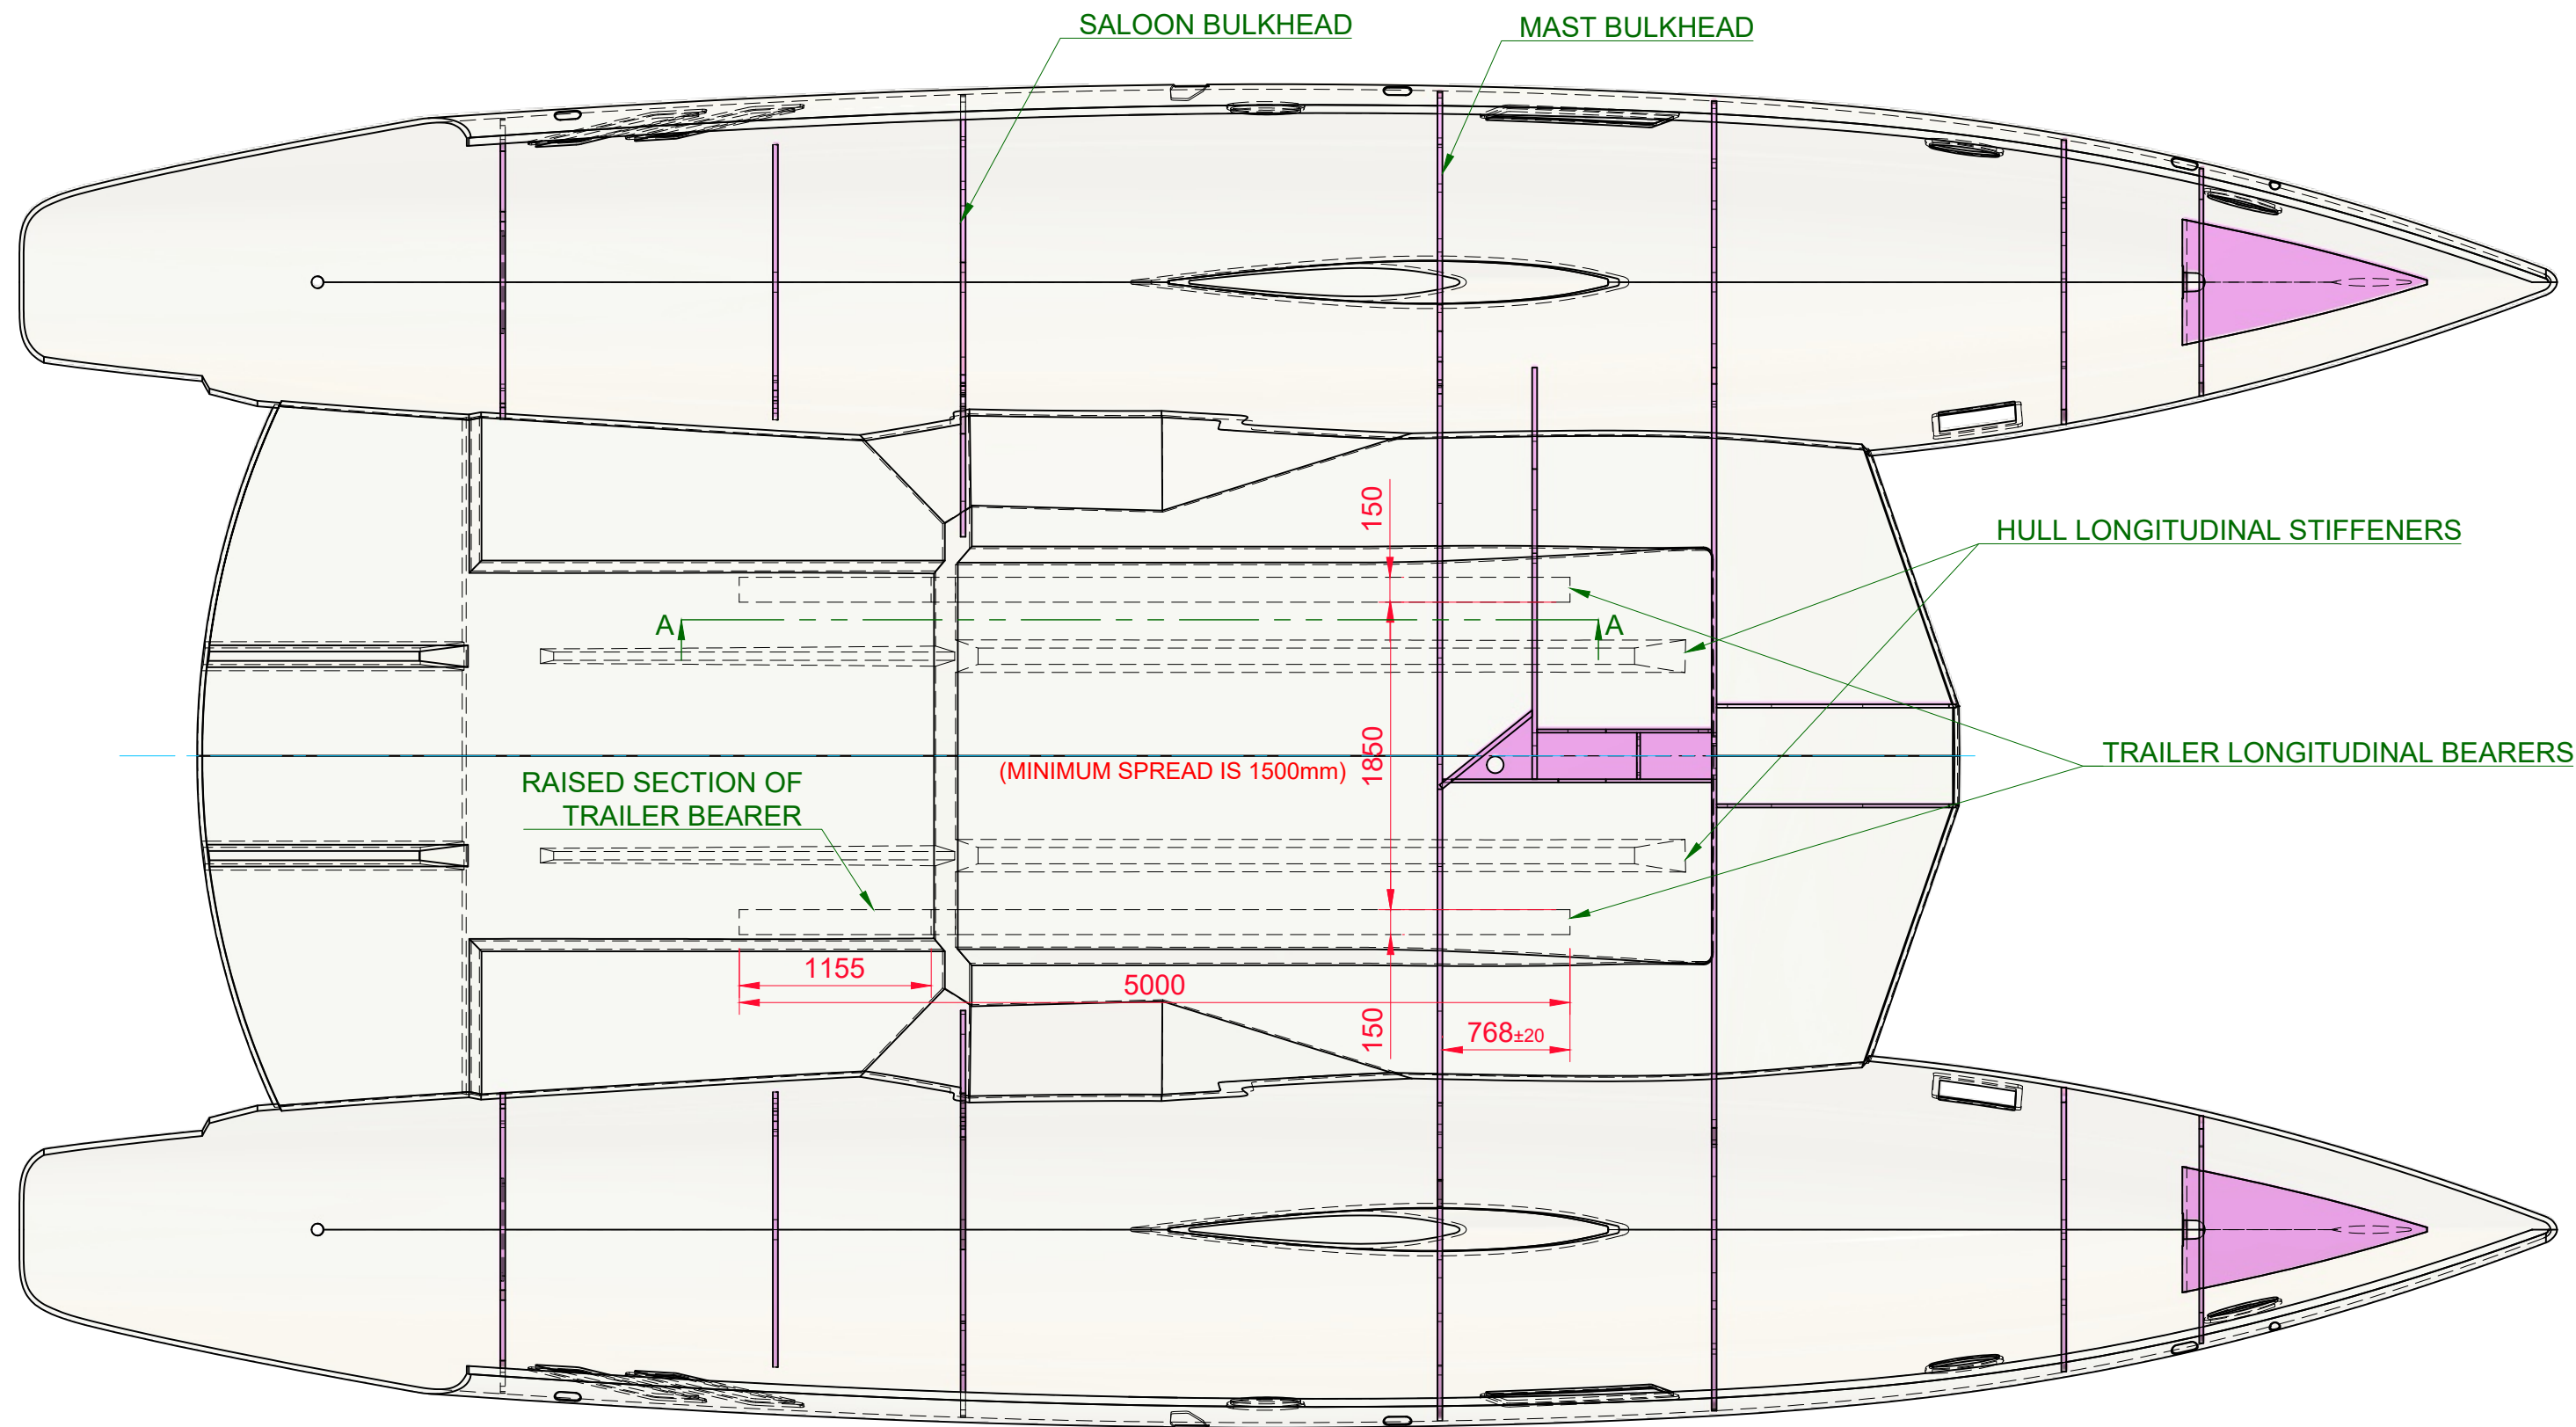 SALOON BULKHEAD
MAST BULKHEAD
150
HULL LONGITUDINAL STIFFENERS
A
A
1850
TRAILER LONGITUDINAL BEARERS
(MINIMUM SPREAD IS 1500mm)
RAISED SECTION OF
TRAILER BEARER
1155
5000
150
768±20